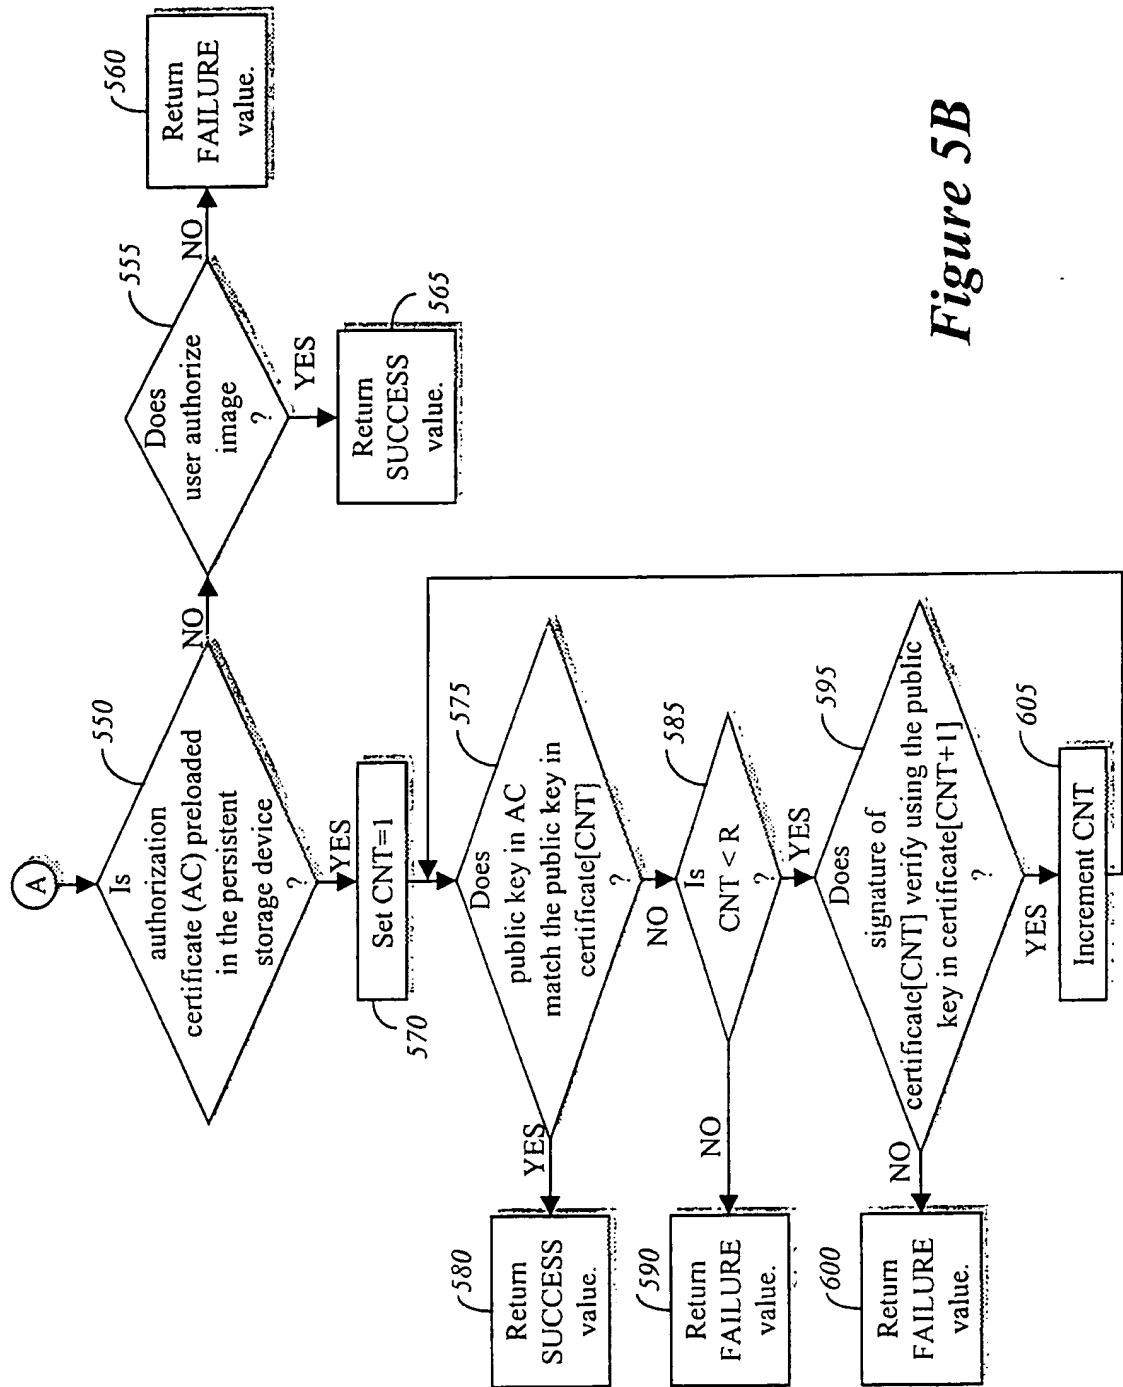 A
550
Is
authorization
certificate (AC) preloaded
in the persistent
storage device
?
NO
YES
555
Does
user authorize
image
?
NO
YES
560
Return
FAILURE
value.
565
Return
SUCCESS
value.
570
Set CNT=1
575
Does
public key in AC
match the public key in
certificate[CNT]
?
YES
NO
580
Return
SUCCESS
value.
585
Is
CNT < R
?
NO
YES
590
Return
FAILURE
value.
595
Does
signature of
certificate[CNT] verify using the public
key in certificate[CNT+1]
?
NO
YES
600
Return
FAILURE
value.
605
Increment CNT
Figure 5B